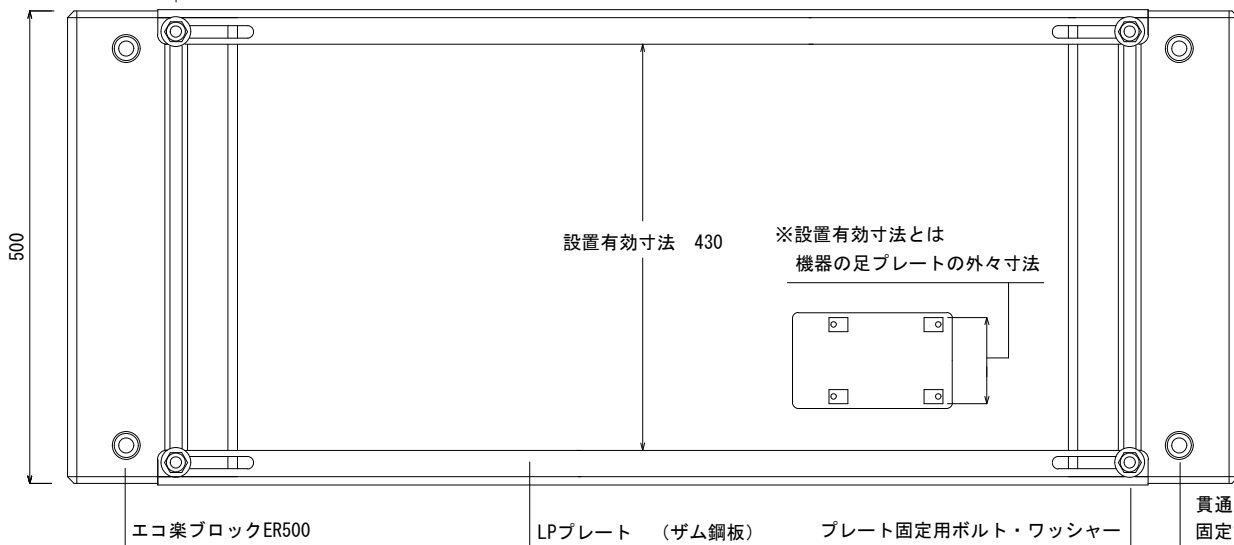 500
設置有効寸法　430
※設置有効寸法とは
機器の足プレートの外々寸法
エコ楽ブロックER500
LPプレート　（ザム鋼板）
プレート固定用ボルト・ワッシャー
貫通
固定